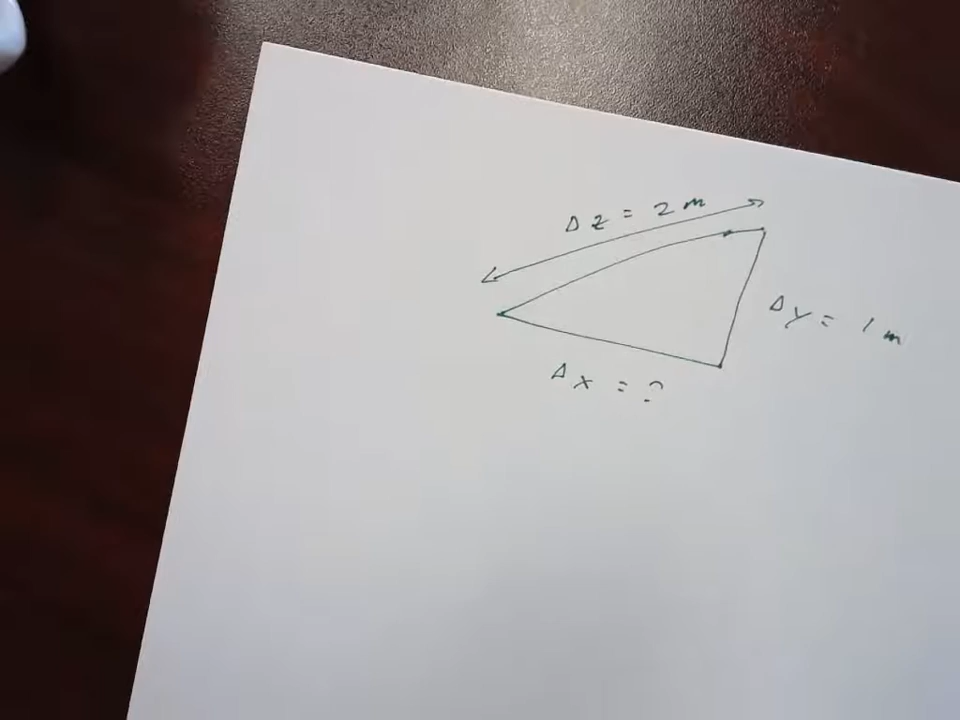 Δz = 2 m
Δy = 1 m
Δx = ?